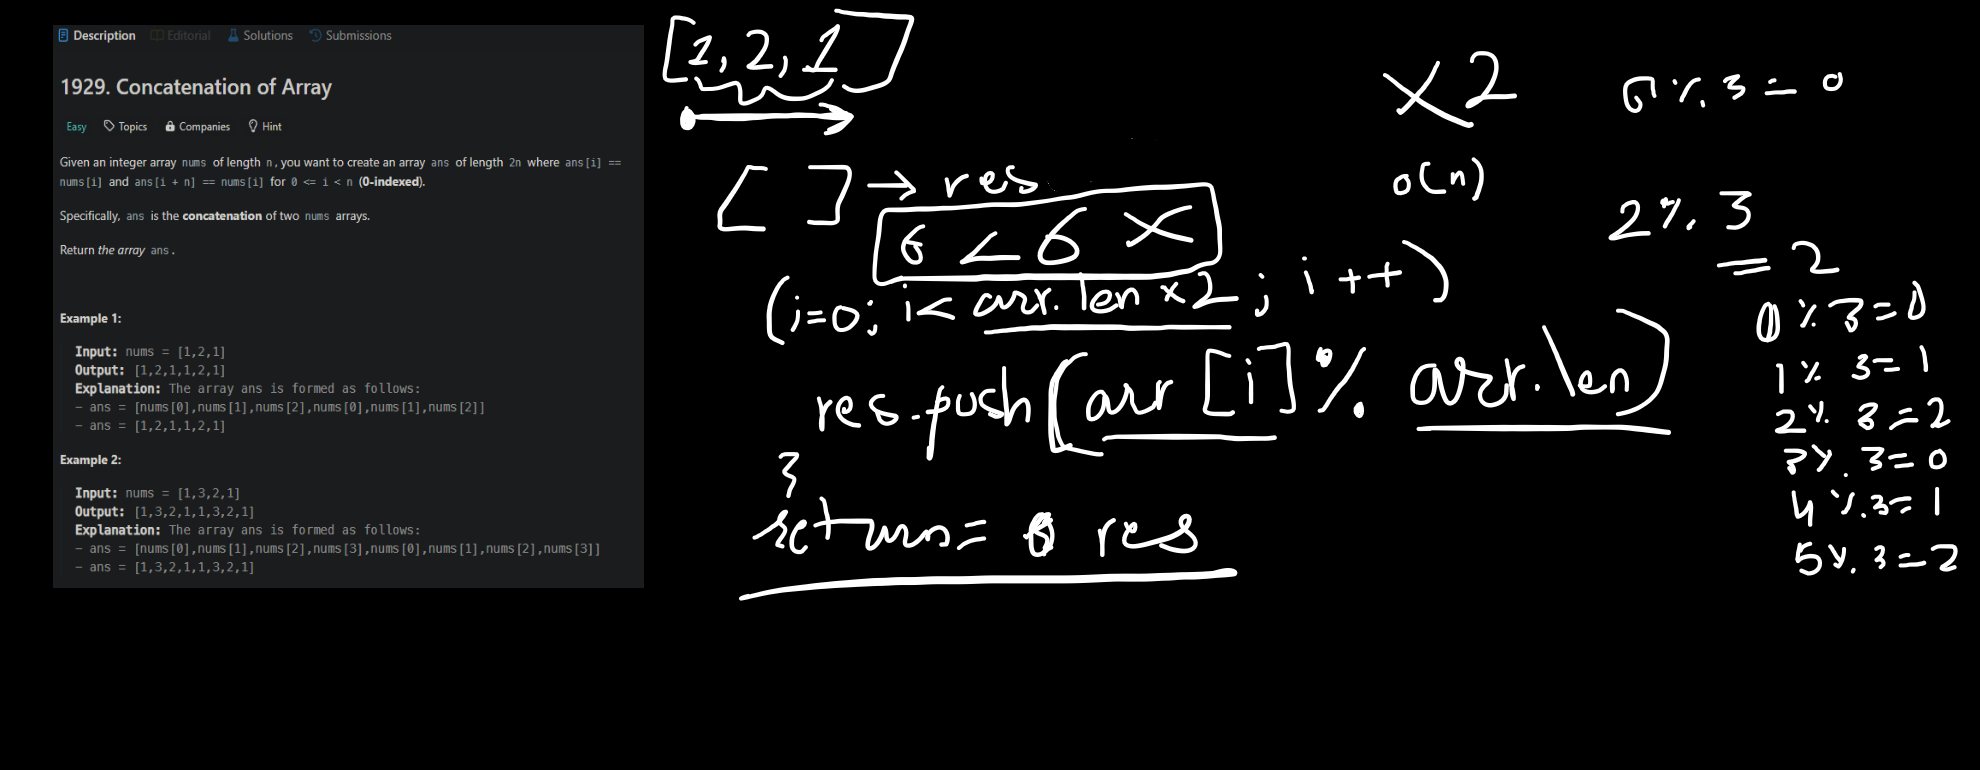 Description Editorial Solutions Submissions
1929. Concatenation of Array
Easy Topics Companies Hint
Given an integer array nums of length n, you want to create an array ans of length 2n where ans[i] ==
nums[i] and ans[i + n] == nums[i] for 0 <= i < n (0-indexed).
Specifically, ans is the concatenation of two nums arrays.
Return the array ans.
Example 1:
Input: nums = [1,2,1]
Output: [1,2,1,1,2,1]
Explanation: The array ans is formed as follows:
- ans = [nums[0],nums[1],nums[2],nums[0],nums[1],nums[2]]
- ans = [1,2,1,1,2,1]
Example 2:
Input: nums = [1,3,2,1]
Output: [1,3,2,1,1,3,2,1]
Explanation: The array ans is formed as follows:
- ans = [nums[0],nums[1],nums[2],nums[3],nums[0],nums[1],nums[2],nums[3]]
- ans = [1,3,2,1,1,3,2,1]
[1, 2, 1]
[ ] → res
6 < 6 ×
(i=0; i< arr.len ×2 ; i ++)
res.push(arr [i] % arr.len)
}
return= res
×2
o(n)
6 % 3 = 0
2 % 3
= 2
0 % 3 = 0
1 % 3 = 1
2 % 3 = 2
3 % 3 = 0
4 % 3 = 1
5 % 3 = 2